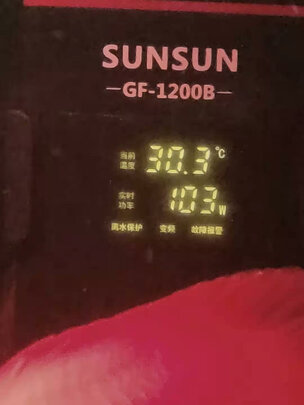 SUNSUN
GF-1200B
当前温度 30.3°C
实时功率 103W
离水保护 变频 故障报警